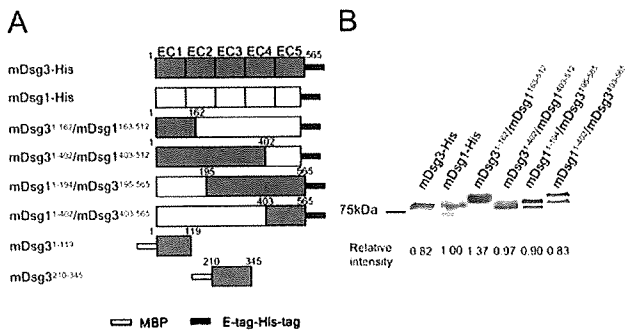 A
EC1 EC2 EC3 EC4 EC5
1 565
mDsg3-His
mDsg1-His
1 162
mDsg3¹⁻¹⁶²/mDsg1¹⁶³⁻⁵¹²
1 402
mDsg3¹⁻⁴⁰²/mDsg1⁴⁰³⁻⁵¹²
195 565
mDsg1¹⁻¹⁹⁴/mDsg3¹⁹⁵⁻⁵⁶⁵
403 565
mDsg1¹⁻⁴⁰²/mDsg3⁴⁰³⁻⁵⁶⁵
1 119
mDsg3¹⁻¹¹⁹
210 345
mDsg3²¹⁰⁻³⁴⁵
MBP E-tag-His-tag
B
mDsg3-His
mDsg1-His
mDsg3¹⁻¹⁶²/mDsg1¹⁶³⁻⁵¹²
mDsg3¹⁻⁴⁰²/mDsg1⁴⁰³⁻⁵¹²
mDsg1¹⁻¹⁹⁴/mDsg3¹⁹⁵⁻⁵⁶⁵
mDsg1¹⁻⁴⁰²/mDsg3⁴⁰³⁻⁵⁶⁵
75kDa
Relative intensity 0.82 1.00 1.37 0.97 0.90 0.83